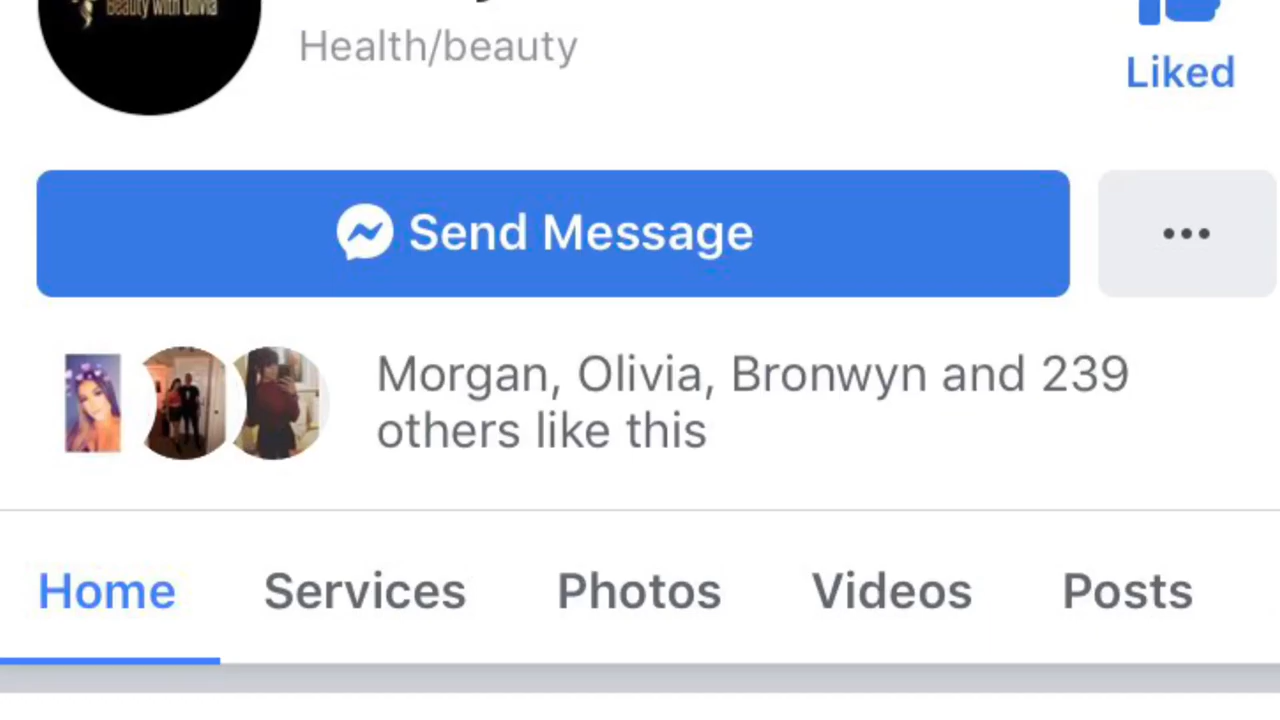 Beauty with Olivia
Health/beauty
Liked
Send Message
Morgan, Olivia, Bronwyn and 239
others like this
Home Services Photos Videos Posts